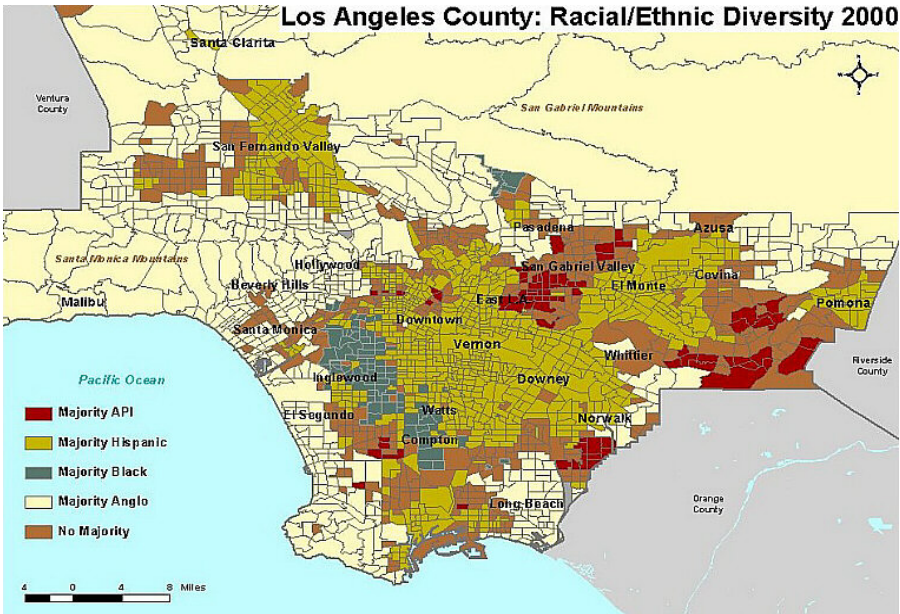 Los Angeles County: Racial/Ethnic Diversity 2000
Santa Clarita
Ventura
County
San Gabriel Mountains
San Fernando Valley
Pasadena
Azusa
Santa Monica Mountains
Hollywood
San Gabriel Valley
Covina
Beverly Hills
El Monte
Malibu
East L.A.
Pomona
Downtown
Santa Monica
Vernon
Whittier
Riverside
County
Pacific Ocean
Inglewood
Downey
Majority API
El Segundo
Watts
Norwalk
Majority Hispanic
Compton
Majority Black
Majority Anglo
Long Beach
Orange
County
No Majority
4 0 4 8 Miles